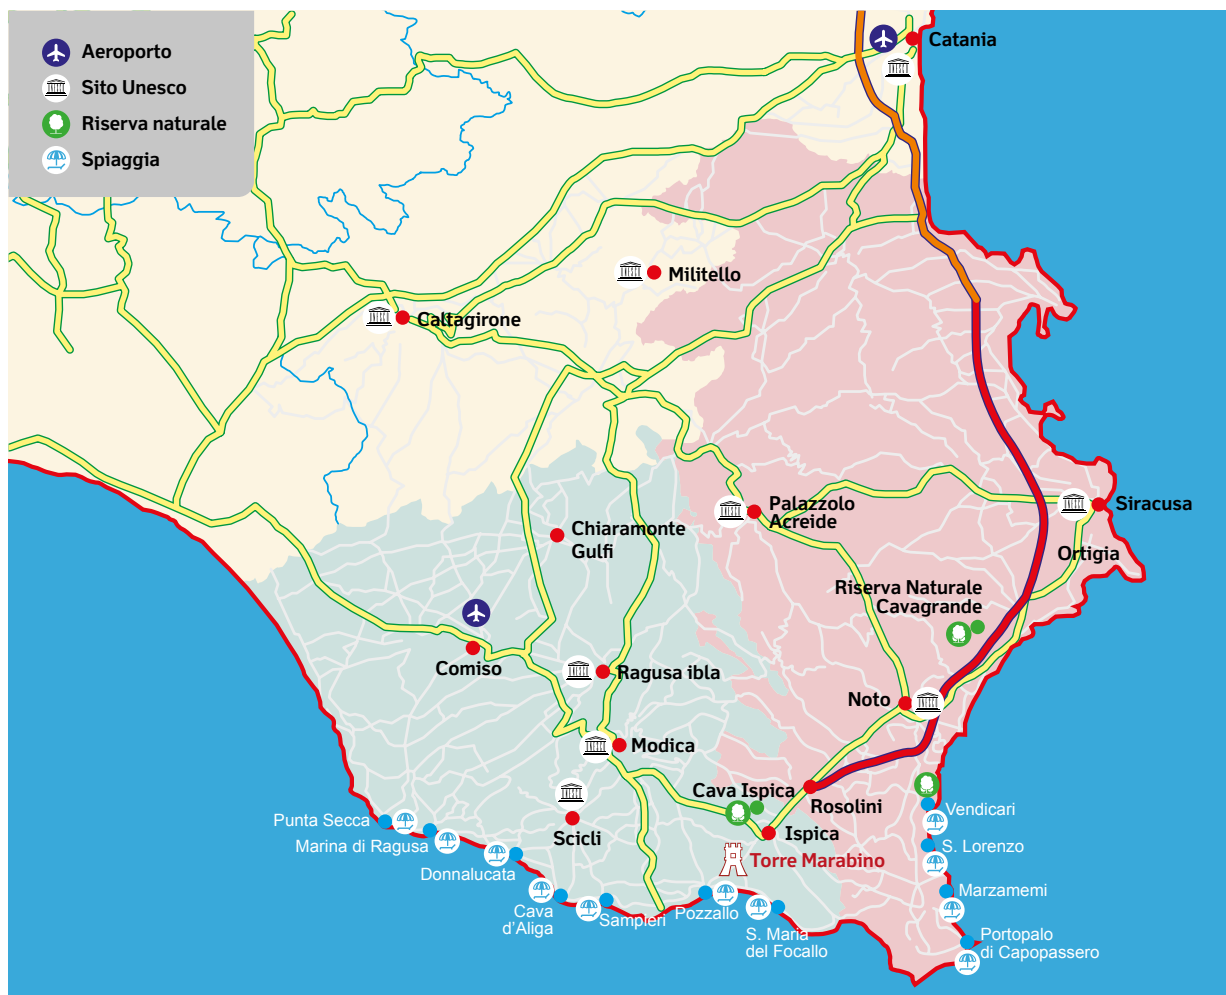 Aeroporto
Sito Unesco
Riserva naturale
Spiaggia
Catania
Militello
Caltagirone
Palazzolo
Acreide
Siracusa
Chiaramonte
Gulfi
Ortigia
Riserva Naturale
Cavagrande
Comiso
Ragusa ibla
Noto
Modica
Cava Ispica
Rosolini
Vendicari
Punta Secca
Marina di Ragusa
Scicli
Ispica
S. Lorenzo
Torre Marabino
Donnalucata
Marzamemi
Cava
d'Aliga
Sampieri
Pozzallo
S. Maria
del Focallo
Portopalo
di Capopassero